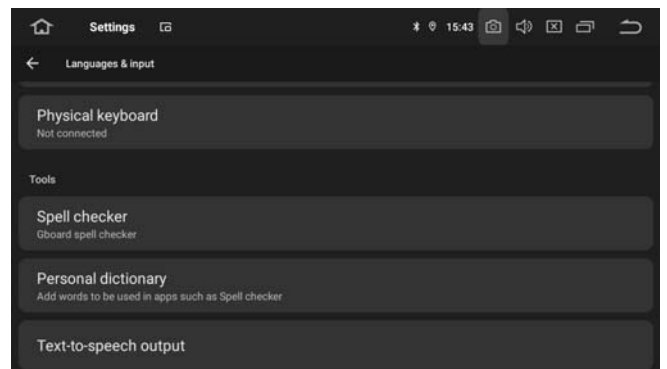 Settings
15:43
Languages & input
Physical keyboard
Not connected
Tools
Spell checker
Gboard spell checker
Personal dictionary
Add words to be used in apps such as Spell checker
Text-to-speech output